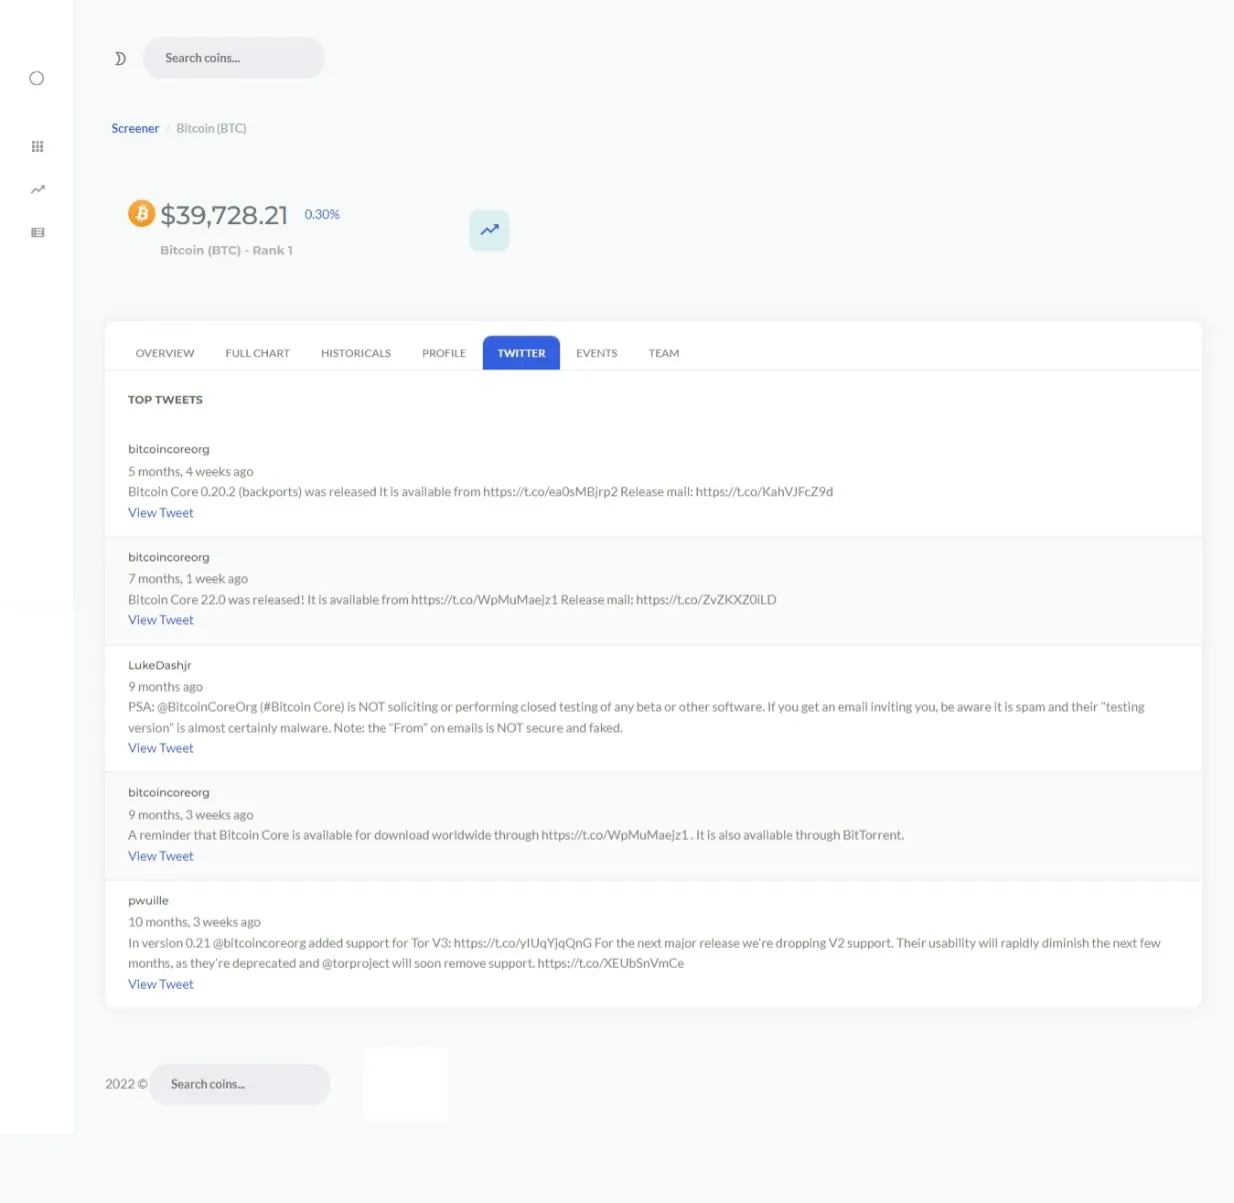 Search coins...
Screener / Bitcoin (BTC)
$39,728.21 0.30%
Bitcoin (BTC) - Rank 1
OVERVIEW FULL CHART HISTORICALS PROFILE TWITTER EVENTS TEAM
TOP TWEETS
bitcoincoreorg
5 months, 4 weeks ago
Bitcoin Core 0.20.2 (backports) was released It is available from https://t.co/ea0sMBjrp2 Release mail: https://t.co/KahVJFcZ9d
View Tweet
bitcoincoreorg
7 months, 1 week ago
Bitcoin Core 22.0 was released! It is available from https://t.co/WpMuMaejz1 Release mail: https://t.co/ZvZKXZ0iLD
View Tweet
LukeDashjr
9 months ago
PSA: @BitcoinCoreOrg (#Bitcoin Core) is NOT soliciting or performing closed testing of any beta or other software. If you get an email inviting you, be aware it is spam and their "testing
version" is almost certainly malware. Note: the "From" on emails is NOT secure and faked.
View Tweet
bitcoincoreorg
9 months, 3 weeks ago
A reminder that Bitcoin Core is available for download worldwide through https://t.co/WpMuMaejz1 . It is also available through BitTorrent.
View Tweet
pwuille
10 months, 3 weeks ago
In version 0.21 @bitcoincoreorg added support for Tor V3: https://t.co/yIUqYjqQnG For the next major release we're dropping V2 support. Their usability will rapidly diminish the next few
months, as they're deprecated and @torproject will soon remove support. https://t.co/XEUbSnVmCe
View Tweet
2022 © Search coins...